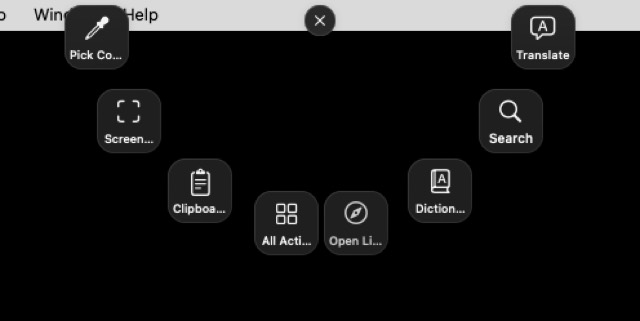 Help
Pick Co...
Translate
Screen...
Search
Clipboa...
Diction...
All Acti...
Open Li...